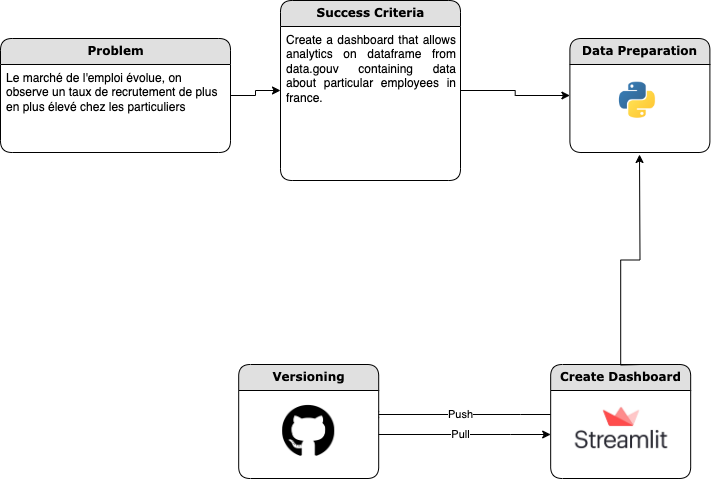 Problem
Le marché de l'emploi évolue, on
observe un taux de recrutement de plus
en plus élevé chez les particuliers
Success Criteria
Create a dashboard that allows
analytics on dataframe from
data.gouv containing data
about particular employees in
france.
Data Preparation
Versioning
Push
Pull
Create Dashboard
Streamlit